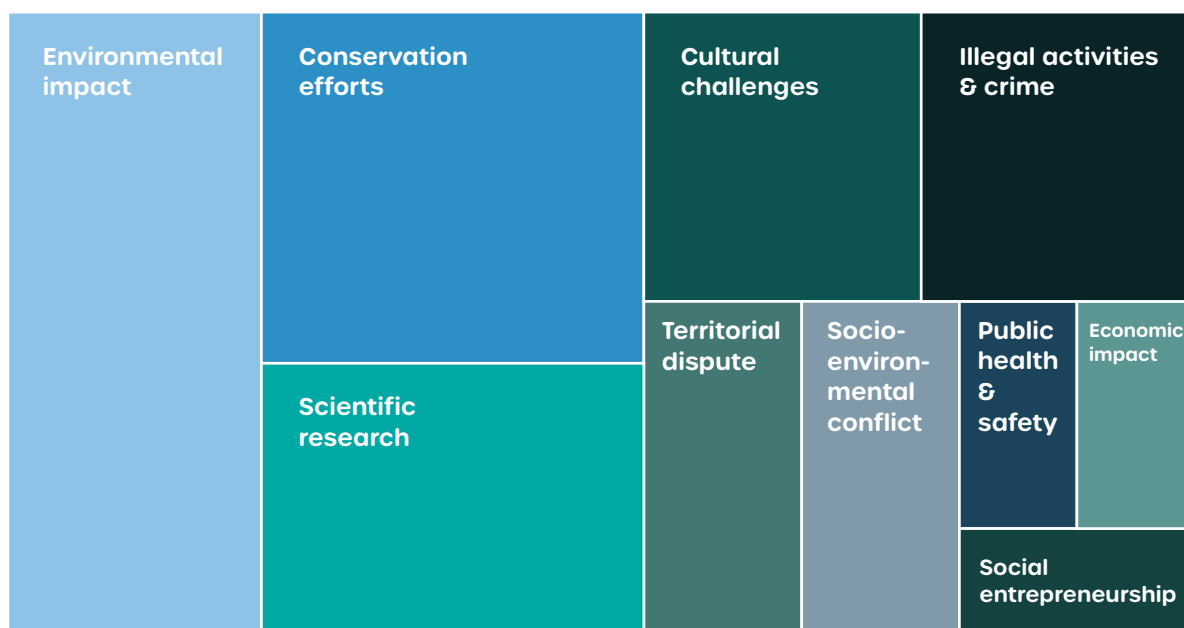 Environmental
impact
Conservation
efforts
Scientific
research
Cultural
challenges
Illegal activities
& crime
Territorial
dispute
Socio-
environ-
mental
conflict
Public
health
&
safety
Economic
impact
Social
entrepreneurship